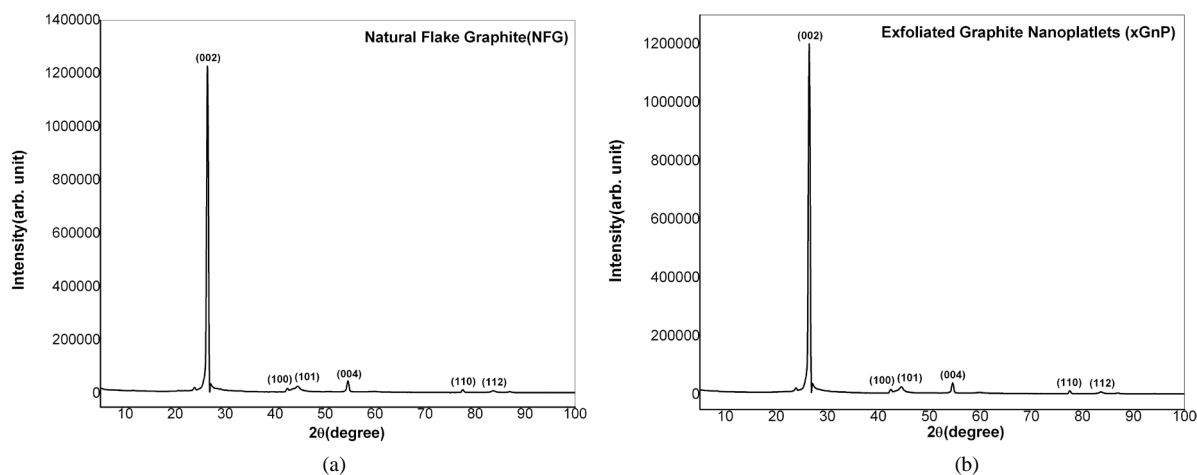 Natural Flake Graphite(NFG)
Intensity(arb. unit)
1400000
1200000
1000000
800000
600000
400000
200000
0
(002)
(100) (101) (004) (110) (112)
10 20 30 40 50 60 70 80 90 100
2θ(degree)
(a)
Exfoliated Graphite Nanoplatlets (xGnP)
Intensity(arb. unit)
1200000
1000000
800000
600000
400000
200000
0
(002)
(100) (101) (004) (110) (112)
10 20 30 40 50 60 70 80 90 100
2θ(degree)
(b)